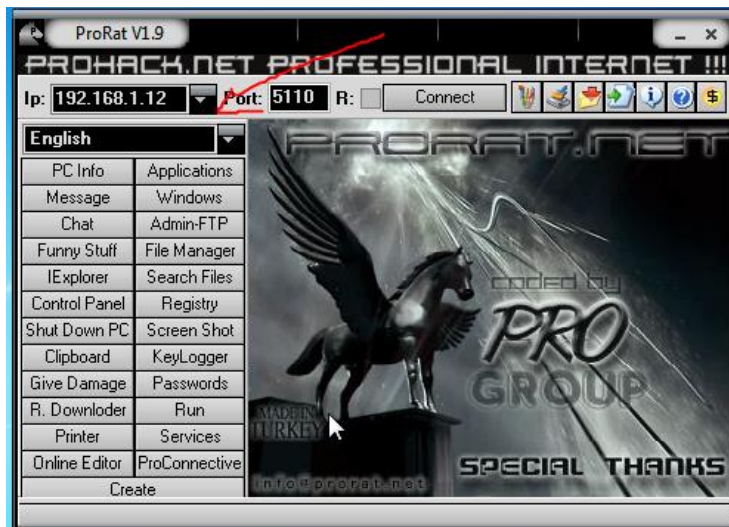 ProRat V1.9
PROHACK.NET PROFESSIONAL INTERNET !!!
Ip: 192.168.1.12 Port: 5110 R: Connect
English
PRORAT.NET
PC Info Applications
Message Windows
Chat Admin-FTP
Funny Stuff File Manager
IExplorer Search Files
Control Panel Registry
Shut Down PC Screen Shot
Clipboard KeyLogger
Give Damage Passwords
R. Downloder Run
Printer Services
Online Editor ProConnective
Create
coded by
PRO
GROUP
MADE IN
TURKEY
SPECIAL THANKS
info@prorat.net